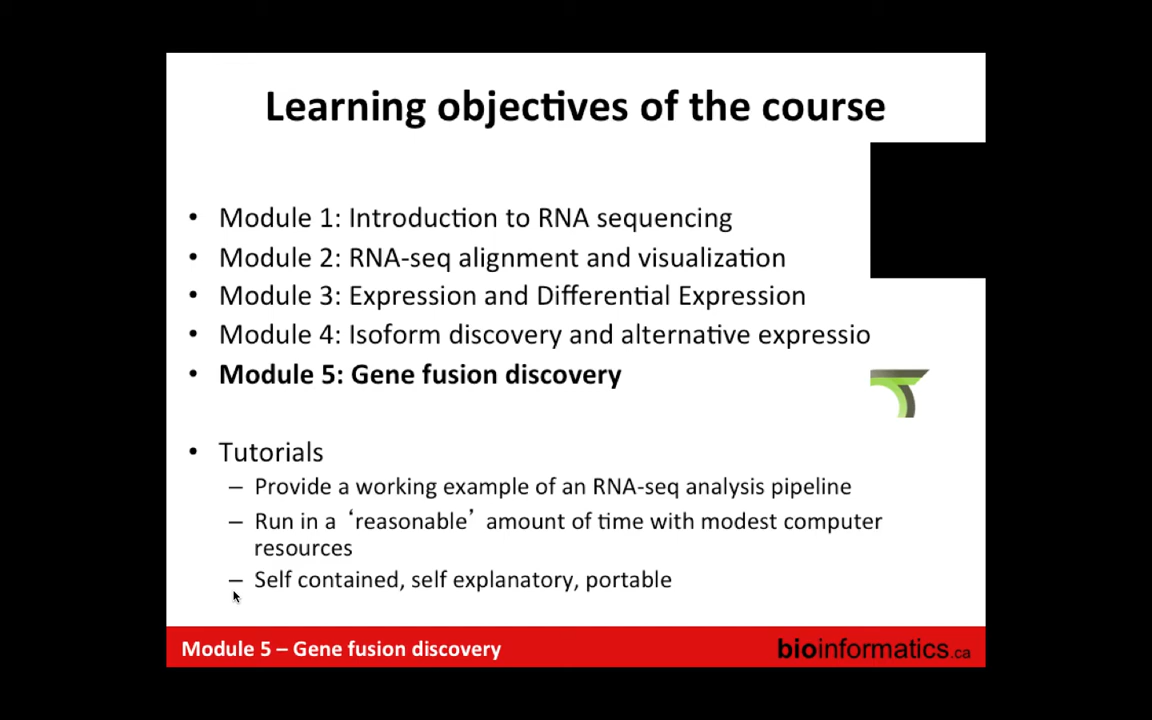 Learning objectives of the course
• Module 1: Introduction to RNA sequencing
• Module 2: RNA-seq alignment and visualization
• Module 3: Expression and Differential Expression
• Module 4: Isoform discovery and alternative expressio
• Module 5: Gene fusion discovery
• Tutorials
– Provide a working example of an RNA-seq analysis pipeline
– Run in a ‘reasonable’ amount of time with modest computer
resources
– Self contained, self explanatory, portable
Module 5 – Gene fusion discovery
bioinformatics.ca